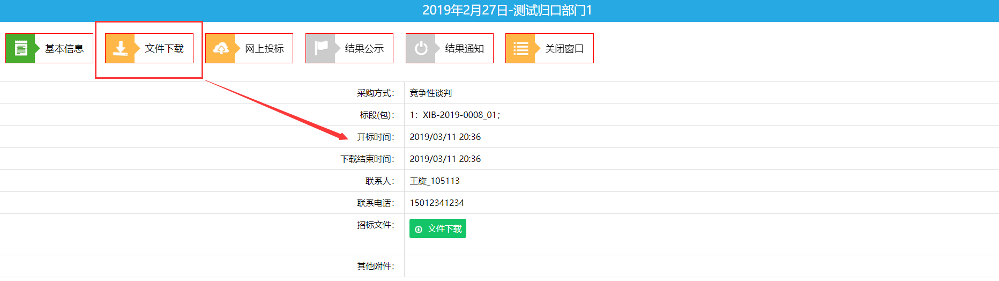 2019年2月27日-测试归口部门1
基本信息 文件下载 网上投标 结果公示 结果通知 关闭窗口
采购方式： 竞争性谈判
标段(包)： 1：XIB-2019-0008_01；
开标时间： 2019/03/11 20:36
下载结束时间： 2019/03/11 20:36
联系人： 王旋_105113
联系电话： 15012341234
招标文件： 文件下载
其他附件：